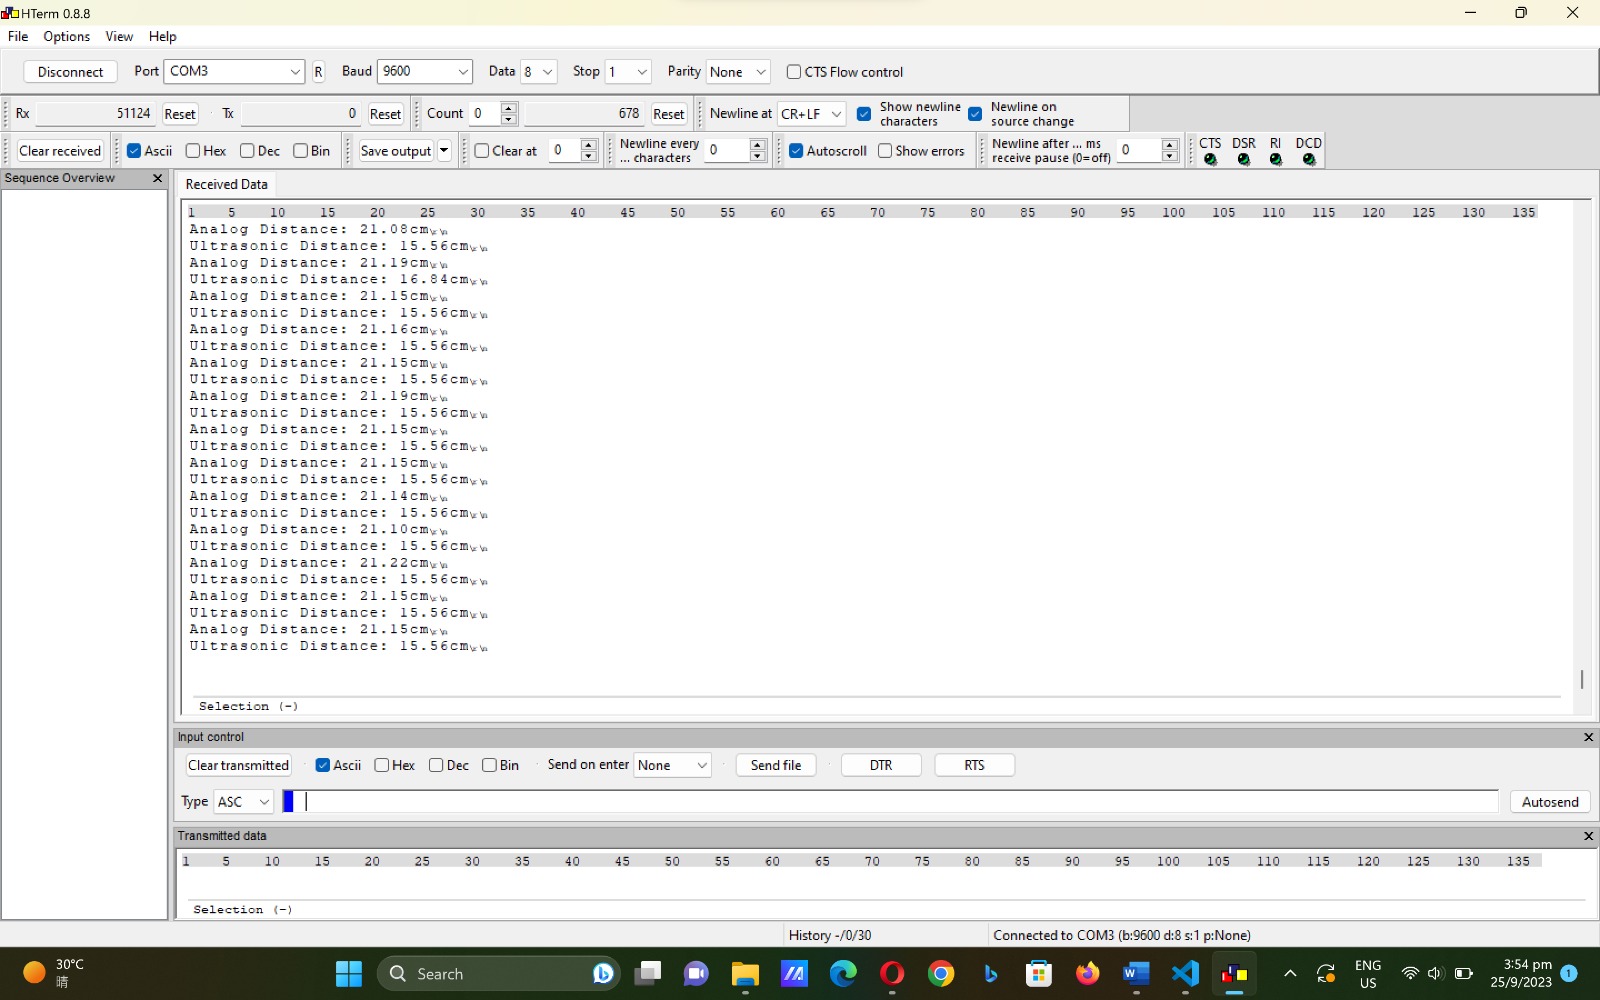 HTerm 0.8.8
File Options View Help
Disconnect Port COM3 R Baud 9600 Data 8 Stop 1 Parity None CTS Flow control
Rx 51124 Reset Tx 0 Reset Count 0 678 Reset Newline at CR+LF Show newline characters Newline on source change
Clear received Ascii Hex Dec Bin Save output Clear at 0 Newline every ... characters 0 Autoscroll Show errors Newline after ... ms receive pause (0=off) 0 CTS DSR RI DCD
Sequence Overview
Received Data
1 5 10 15 20 25 30 35 40 45 50 55 60 65 70 75 80 85 90 95 100 105 110 115 120 125 130 135
Analog Distance: 21.08cm\r\n
Ultrasonic Distance: 15.56cm\r\n
Analog Distance: 21.19cm\r\n
Ultrasonic Distance: 16.84cm\r\n
Analog Distance: 21.15cm\r\n
Ultrasonic Distance: 15.56cm\r\n
Analog Distance: 21.16cm\r\n
Ultrasonic Distance: 15.56cm\r\n
Analog Distance: 21.15cm\r\n
Ultrasonic Distance: 15.56cm\r\n
Analog Distance: 21.19cm\r\n
Ultrasonic Distance: 15.56cm\r\n
Analog Distance: 21.15cm\r\n
Ultrasonic Distance: 15.56cm\r\n
Analog Distance: 21.15cm\r\n
Ultrasonic Distance: 15.56cm\r\n
Analog Distance: 21.14cm\r\n
Ultrasonic Distance: 15.56cm\r\n
Analog Distance: 21.10cm\r\n
Ultrasonic Distance: 15.56cm\r\n
Analog Distance: 21.22cm\r\n
Ultrasonic Distance: 15.56cm\r\n
Analog Distance: 21.15cm\r\n
Ultrasonic Distance: 15.56cm\r\n
Analog Distance: 21.15cm\r\n
Ultrasonic Distance: 15.56cm\r\n
Selection (-)
Input control
Clear transmitted Ascii Hex Dec Bin Send on enter None Send file DTR RTS
Type ASC Autosend
Transmitted data
1 5 10 15 20 25 30 35 40 45 50 55 60 65 70 75 80 85 90 95 100 105 110 115 120 125 130 135
Selection (-)
History -/0/30 Connected to COM3 (b:9600 d:8 s:1 p:None)
30°C
晴
Search
ENG
US
3:54 pm
25/9/2023
1